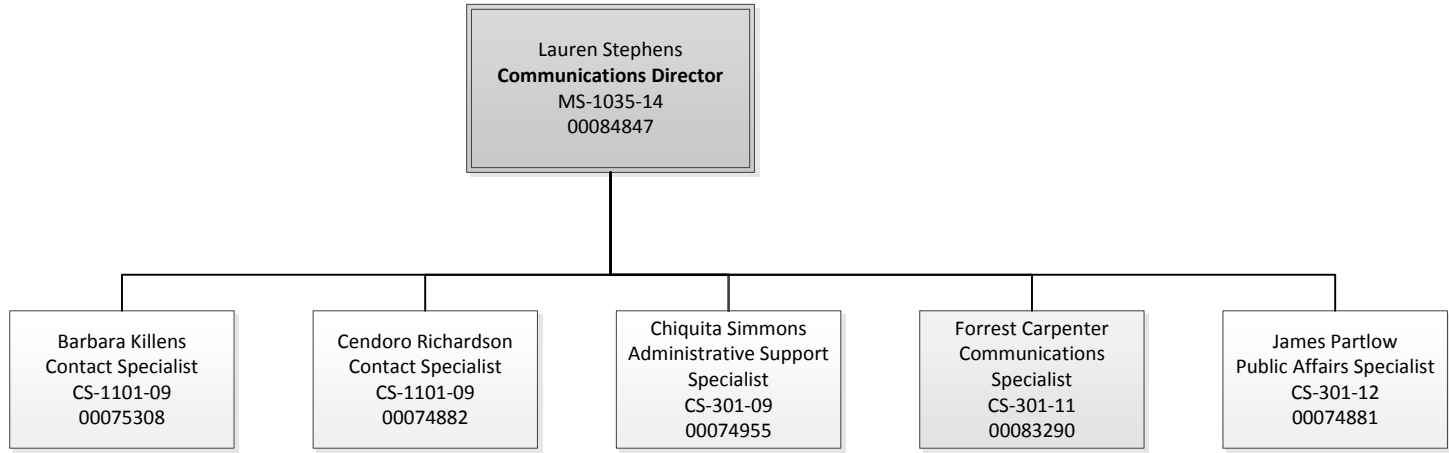 Lauren Stephens
Communications Director
MS-1035-14
00084847
Barbara Killens
Contact Specialist
CS-1101-09
00075308
Cendoro Richardson
Contact Specialist
CS-1101-09
00074882
Chiquita Simmons
Administrative Support
Specialist
CS-301-09
00074955
Forrest Carpenter
Communications
Specialist
CS-301-11
00083290
James Partlow
Public Affairs Specialist
CS-301-12
00074881